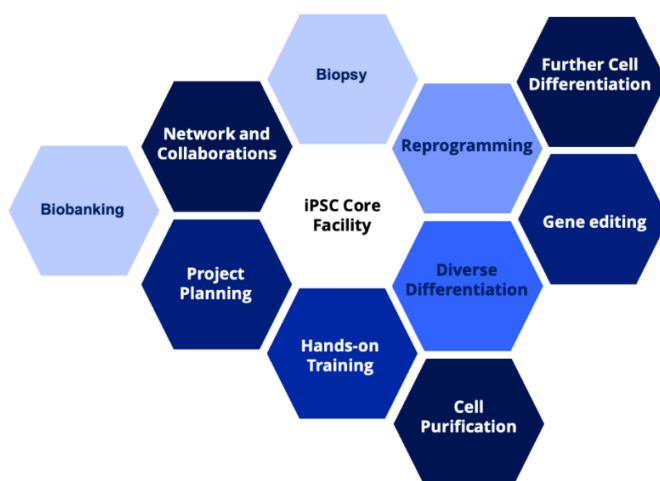 Biopsy
Further Cell
Differentiation
Network and
Collaborations
Reprogramming
Biobanking
iPSC Core
Facility
Gene editing
Project
Planning
Diverse
Differentiation
Hands-on
Training
Cell
Purification